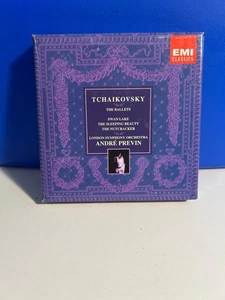 EMI
CLASSICS
TCHAIKOVSKY
THE BALLETS
SWAN LAKE
THE SLEEPING BEAUTY
THE NUTCRACKER
LONDON SYMPHONY ORCHESTRA
ANDRÉ PREVIN